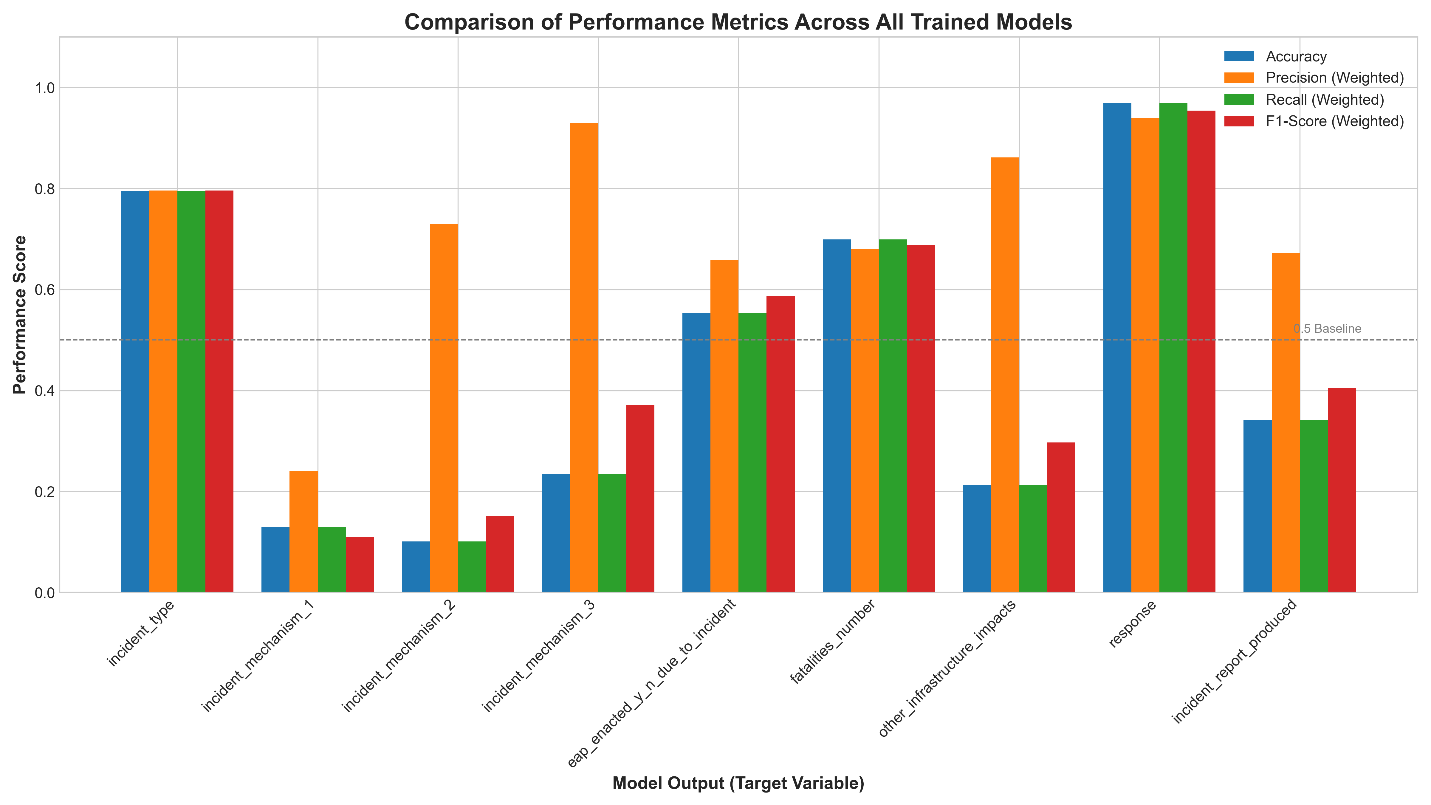 Comparison of Performance Metrics Across All Trained Models
Accuracy
Precision (Weighted)
Recall (Weighted)
F1-Score (Weighted)
Performance Score
1.0
0.8
0.6
0.4
0.2
0.0
0.5 Baseline
incident_type
incident_mechanism_1
incident_mechanism_2
incident_mechanism_3
eap_enacted_y_n_due_to_incident
fatalities_number
other_infrastructure_impacts
response
incident_report_produced
Model Output (Target Variable)